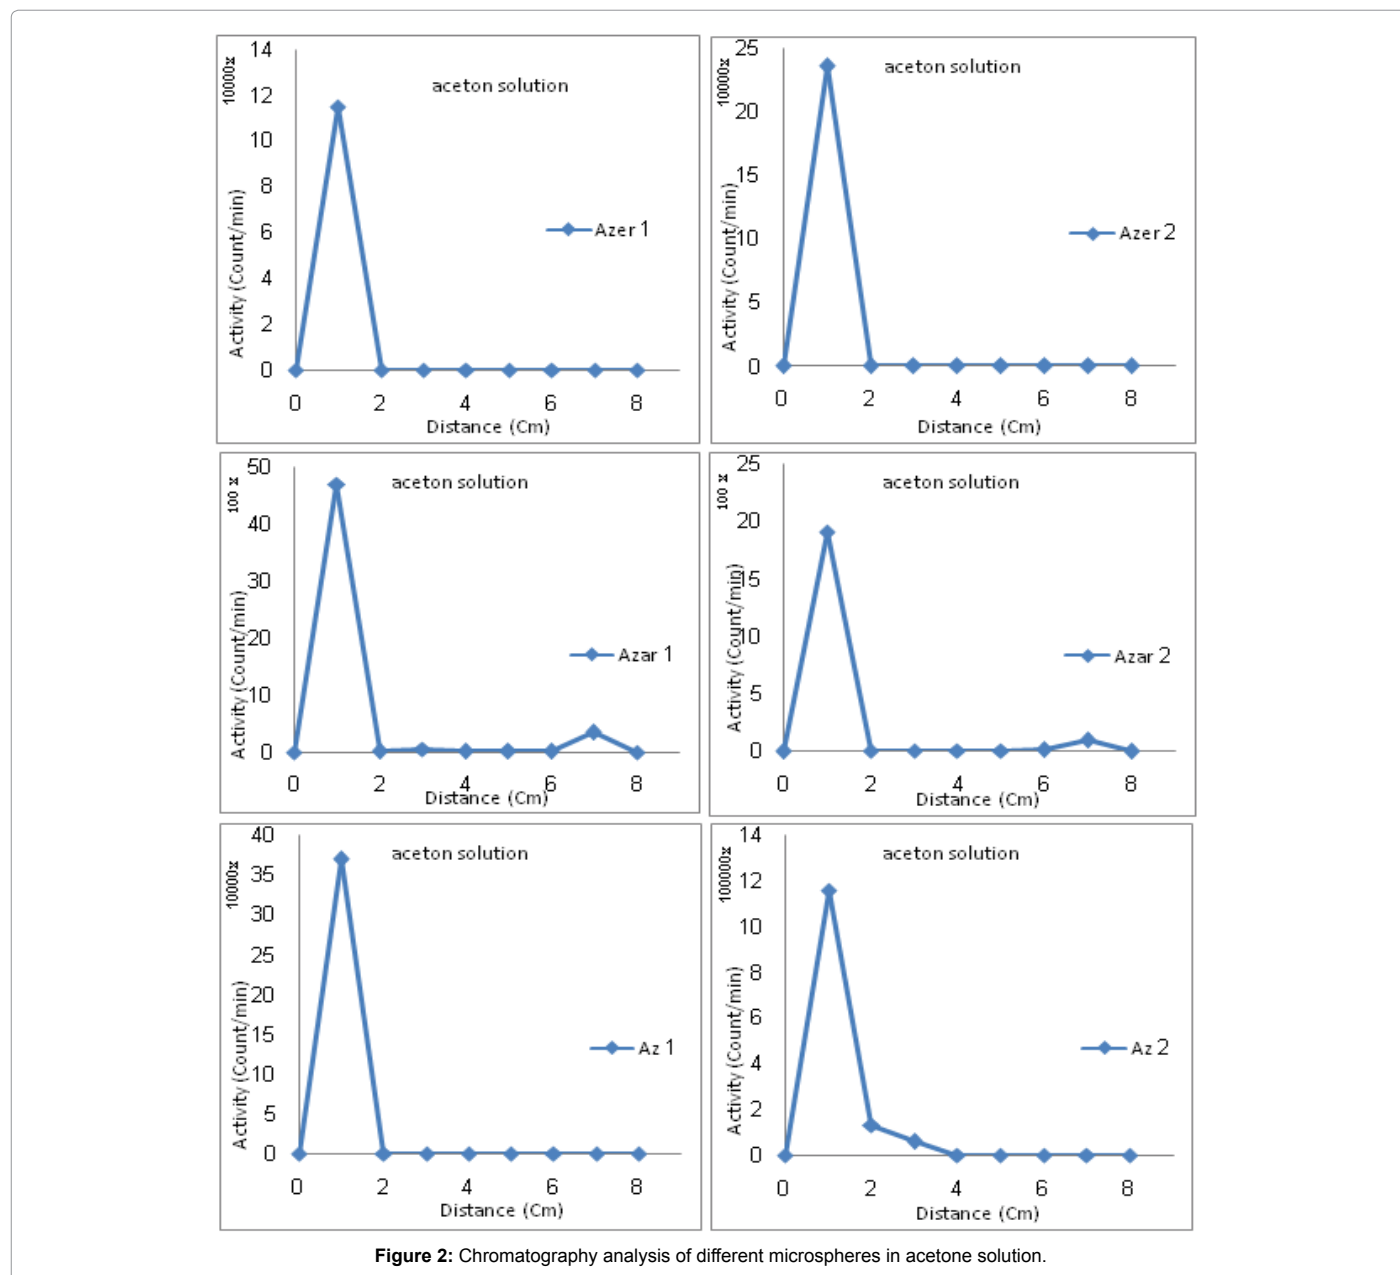 14
12
10
8
6
4
2
0
10000x
Activity (Count/min)
aceton solution
Azer 1
0 2 4 6 8
Distance (Cm)
25
20
15
10
5
0
10000x
Activity (Count/min)
aceton solution
Azer 2
0 2 4 6 8
Distance (Cm)
50
40
30
20
10
0
100 x
Activity (Count/min)
aceton solution
Azar 1
0 2 4 6 8
Distance (Cm)
25
20
15
10
5
0
100 x
Activity (Count/min)
aceton solution
Azar 2
0 2 4 6 8
Distance (Cm)
40
35
30
25
20
15
10
5
0
10000x
Activity (Count/min)
aceton solution
Az 1
0 2 4 6 8
Distance (Cm)
14
12
10
8
6
4
2
0
100000x
Activity (Count/min)
aceton solution
Az 2
0 2 4 6 8
Distance (Cm)
Figure 2: Chromatography analysis of different microspheres in acetone solution.